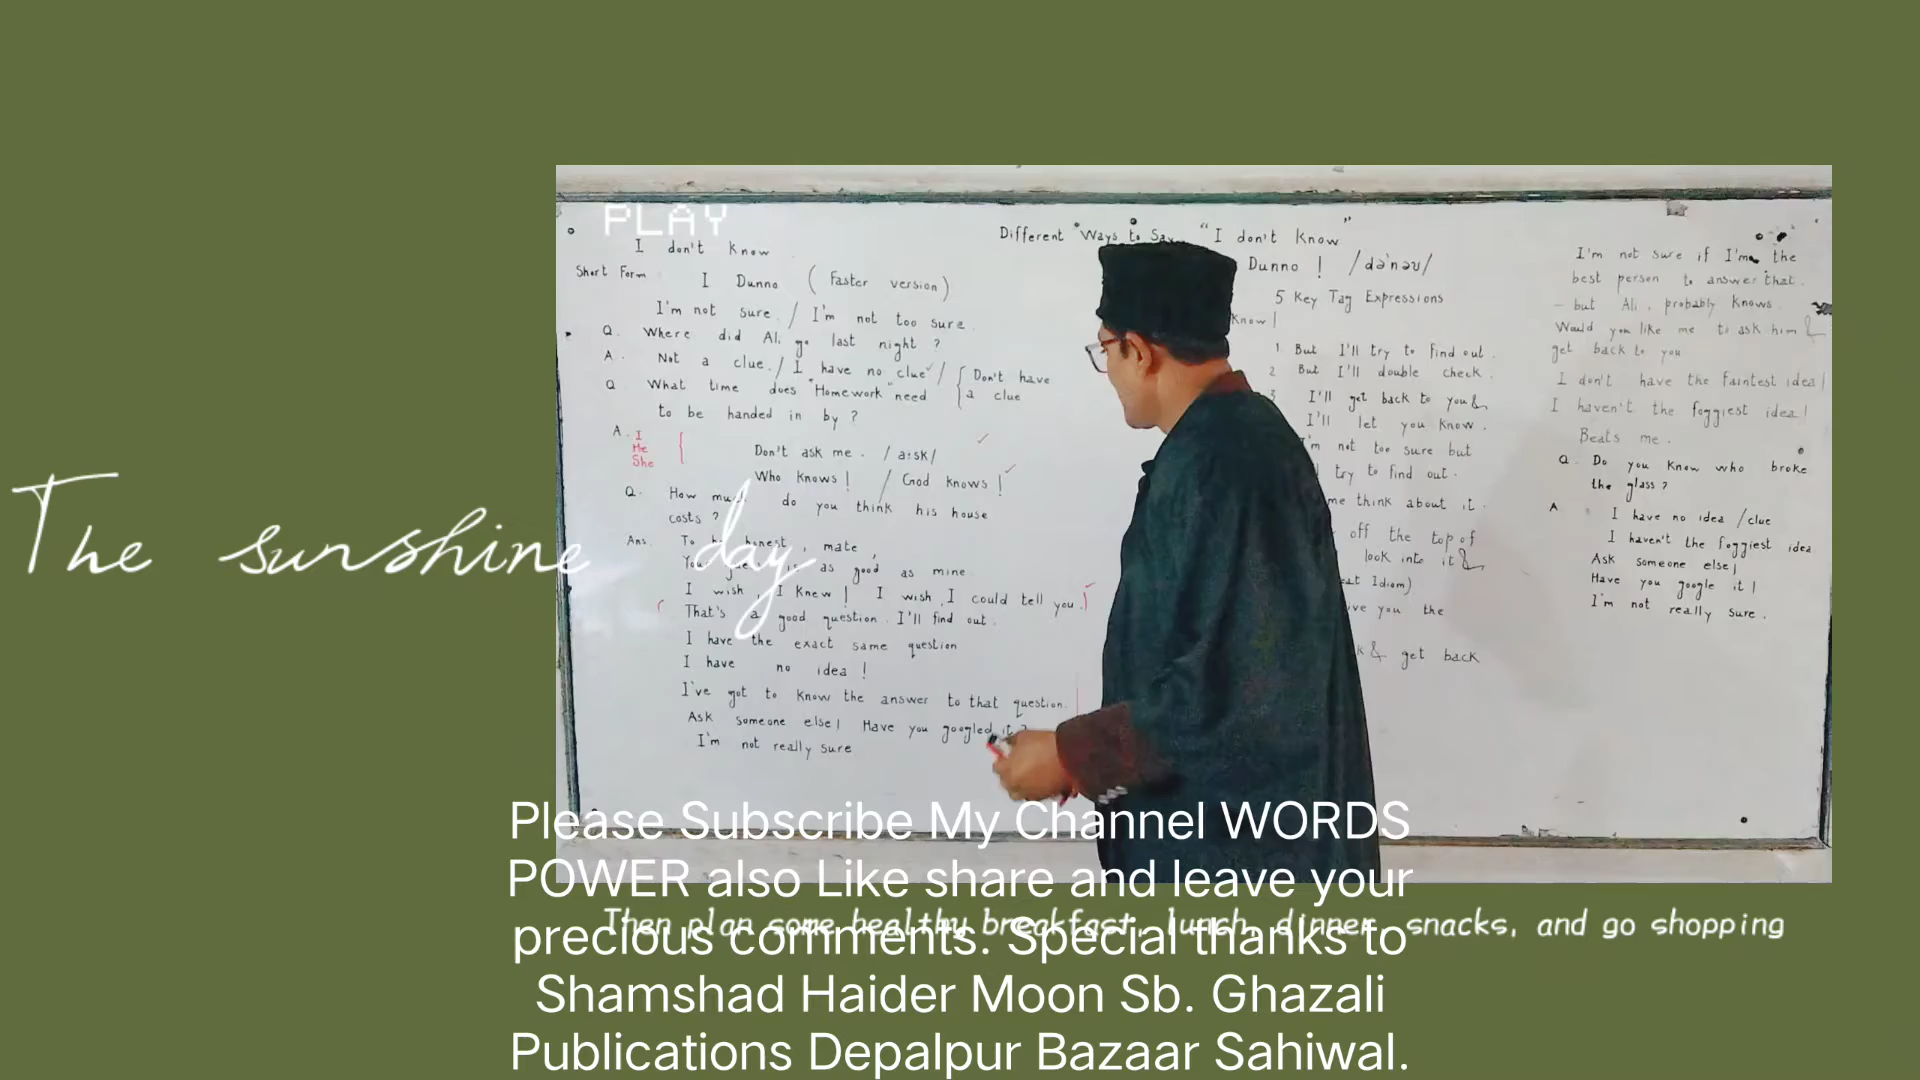 PLAY
Different Ways to Say "I don't Know"
I don't Know
Short Form I Dunno (Faster version)
I'm not sure. / I'm not too sure.
Q. Where did Ali go last night ?
A. Not a clue. / I have no clue / Don't have a clue
Q What time does "Homework" need
to be handed in by ?
A. I
He
She
Don't ask me. / a:sk/
Who knows ! / God knows !
Q. How much do you think his house
costs ?
Ans. To be honest, mate,
Your guess is as good as mine
I wish, I knew ! I wish, I could tell you.
That's a good question. I'll find out.
I have the exact same question
I have no idea !
I've got to know the answer to that question.
Ask someone else! Have you googled it ?
I'm not really sure
Dunno ! /də'nəʊ/
5 Key Tag Expressions
Know !
1. But I'll try to find out.
2 But I'll double check.
3 I'll get back to you &
I'll let you know.
I'm not too sure but
try to find out.
me think about it.
off the top of
look into it &
Idiom)
you the
& get back
I'm not sure if I'm the
best person to answer that.
- but Ali, probably knows.
Would you like me to ask him &
get back to you
I don't have the faintest idea!
I haven't the foggiest idea!
Beats me.
Q. Do you know who broke
the glass ?
A I have no idea /clue
I haven't the foggiest idea
Ask someone else!
Have you google it !
I'm not really sure.
The sunshine day
Please Subscribe My Channel WORDS
POWER also Like share and leave your
precious comments. Special thanks to
Shamshad Haider Moon Sb. Ghazali
Publications Depalpur Bazaar Sahiwal.
Then plan some healthy breakfast, lunch, dinner, snacks, and go shopping